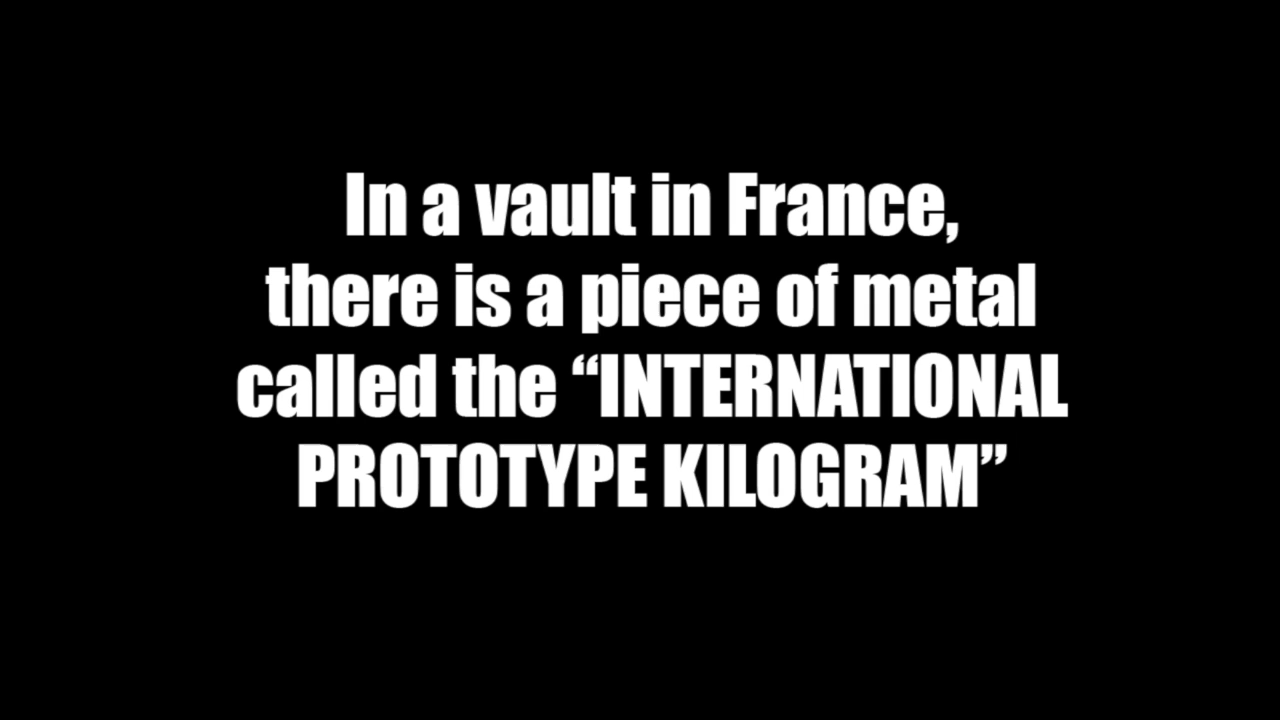 In a vault in France,
there is a piece of metal
called the “INTERNATIONAL
PROTOTYPE KILOGRAM”